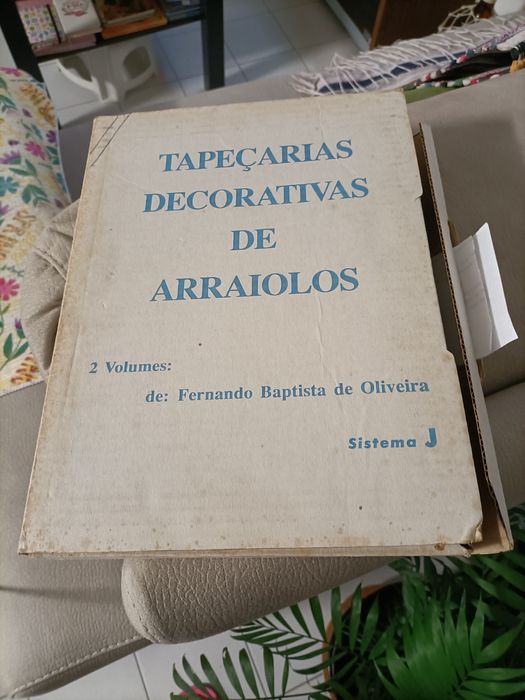 TAPEÇARIAS
DECORATIVAS
DE
ARRAIOLOS
2 Volumes:
de: Fernando Baptista de Oliveira
Sistema J